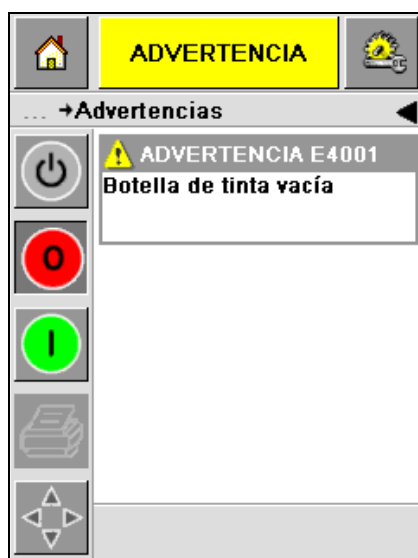 ADVERTENCIA
... →Advertencias
ADVERTENCIA E4001
Botella de tinta vacía
O
I